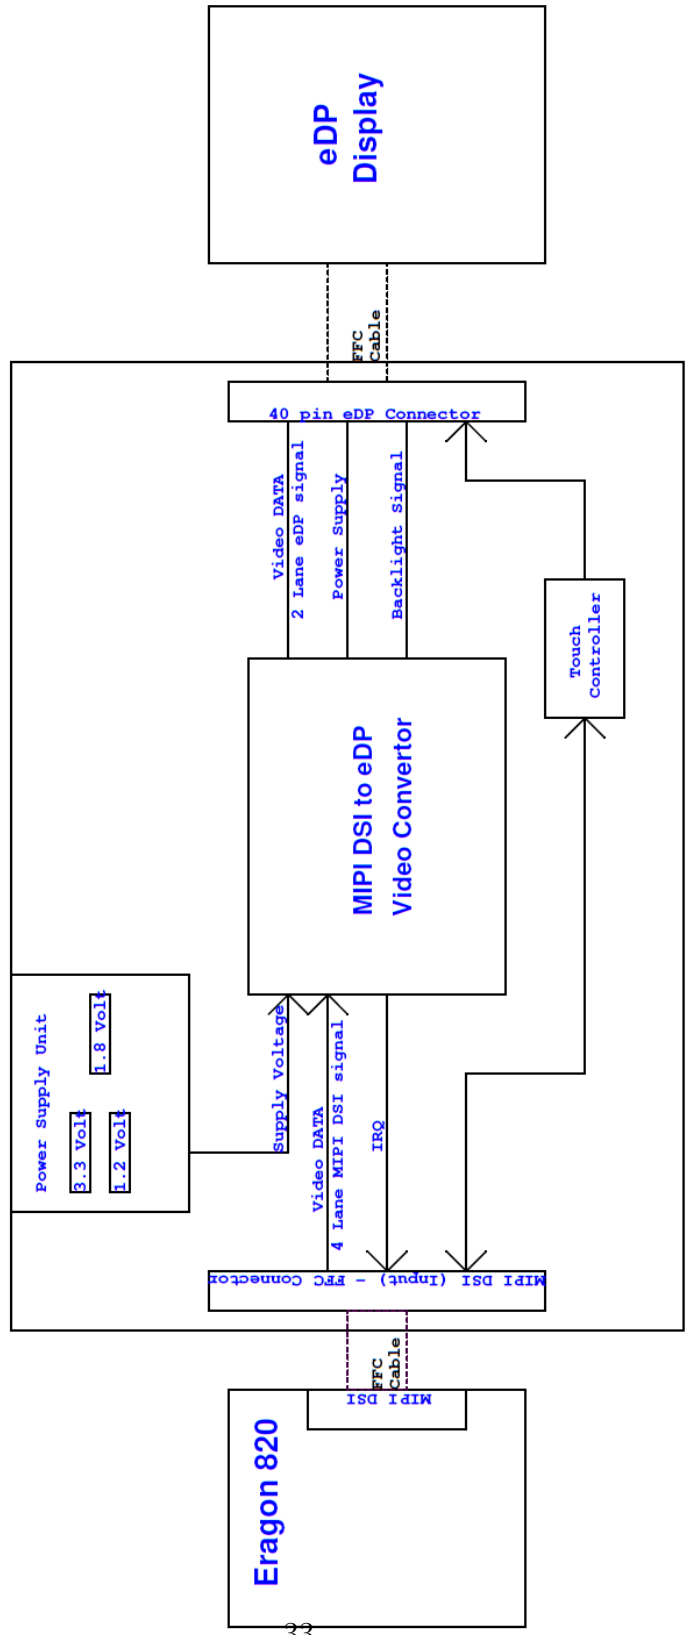 eDP
Display
FFC
Cable
40 pin eDP Connector
Video DATA
2 Lane eDP signal
Power Supply
Backlight Signal
Touch
Controller
MIPI DSI to eDP
Video Convertor
Power Supply Unit
3.3 Volt
1.8 Volt
1.2 Volt
Supply Voltage
Video DATA
4 Lane MIPI DSI signal
IRQ
MIPI DSI (Input) - FFC Connector
FFC
Cable
MIPI DSI
Eragon 820
33